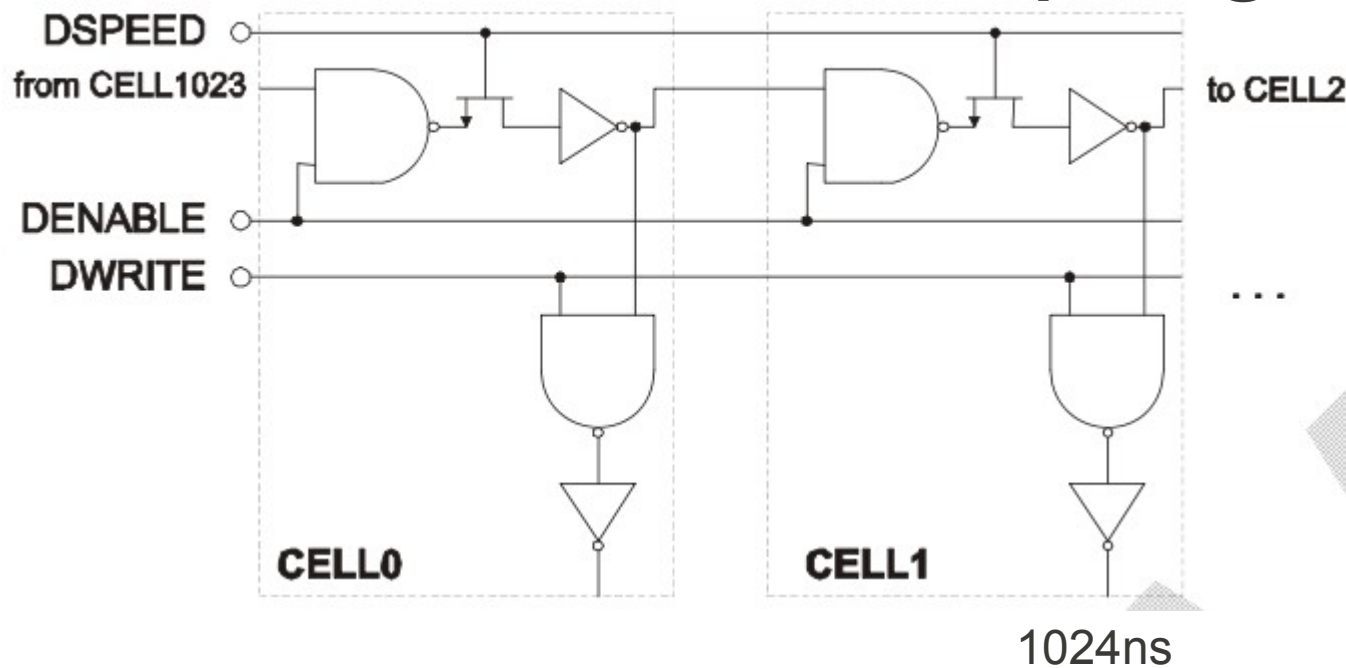 DSPEED
from CELL1023
to CELL2
DENABLE
DWRITE
...
CELL0
CELL1
1024ns